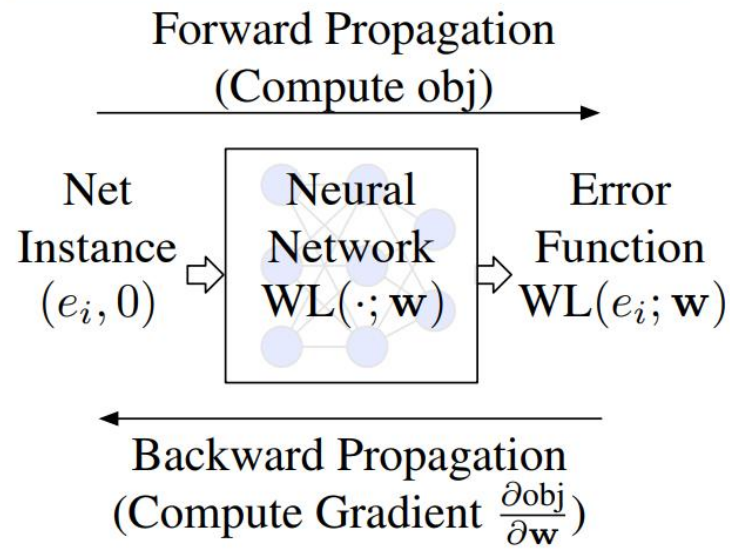 Forward Propagation
(Compute obj)
Net
Instance
(e_i, 0)
Neural
Network
WL(·; w)
Error
Function
WL(e_i; w)
Backward Propagation
(Compute Gradient ∂obj/∂w)